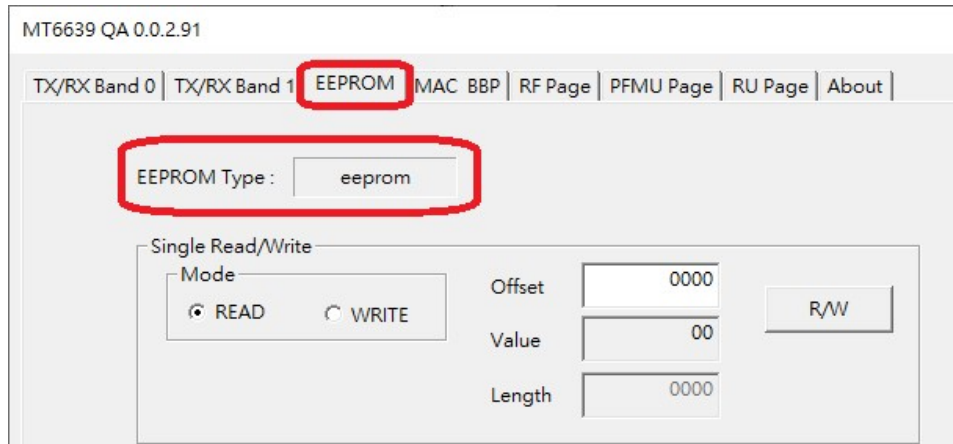 MT6639 QA 0.0.2.91
TX/RX Band 0 TX/RX Band 1 EEPROM MAC BBP RF Page PFMU Page RU Page About
EEPROM Type : eeprom
Single Read/Write
Mode
READ WRITE
Offset 0000
R/W
Value 00
Length 0000